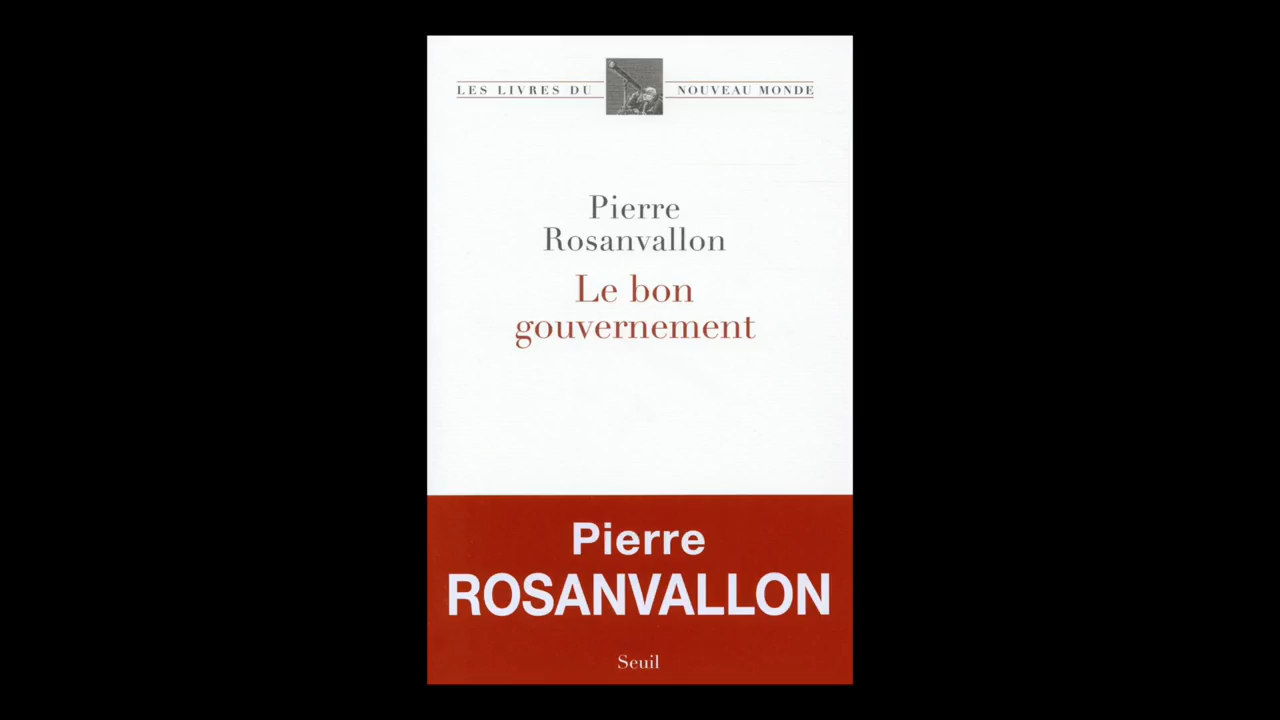 LES LIVRES DU NOUVEAU MONDE
Pierre
Rosanvallon
Le bon
gouvernement
Pierre
ROSANVALLON
Seuil